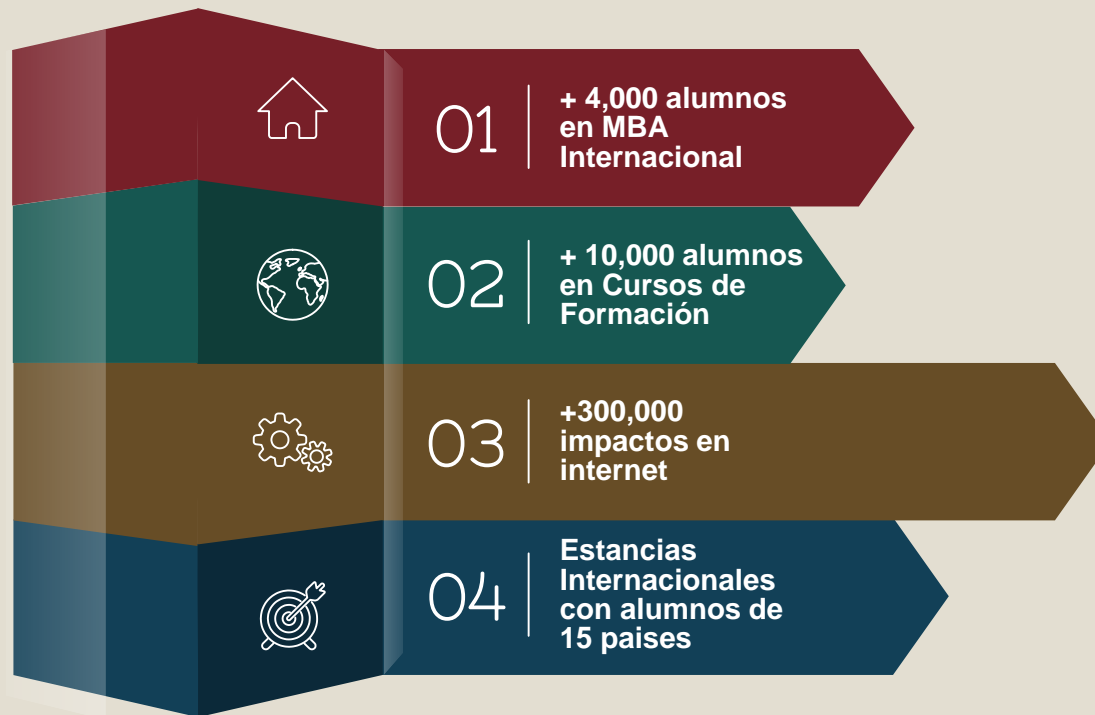 01
+ 4,000 alumnos
en MBA
Internacional
02
+ 10,000 alumnos
en Cursos de
Formación
03
+300,000
impactos en
internet
04
Estancias
Internacionales
con alumnos de
15 paises